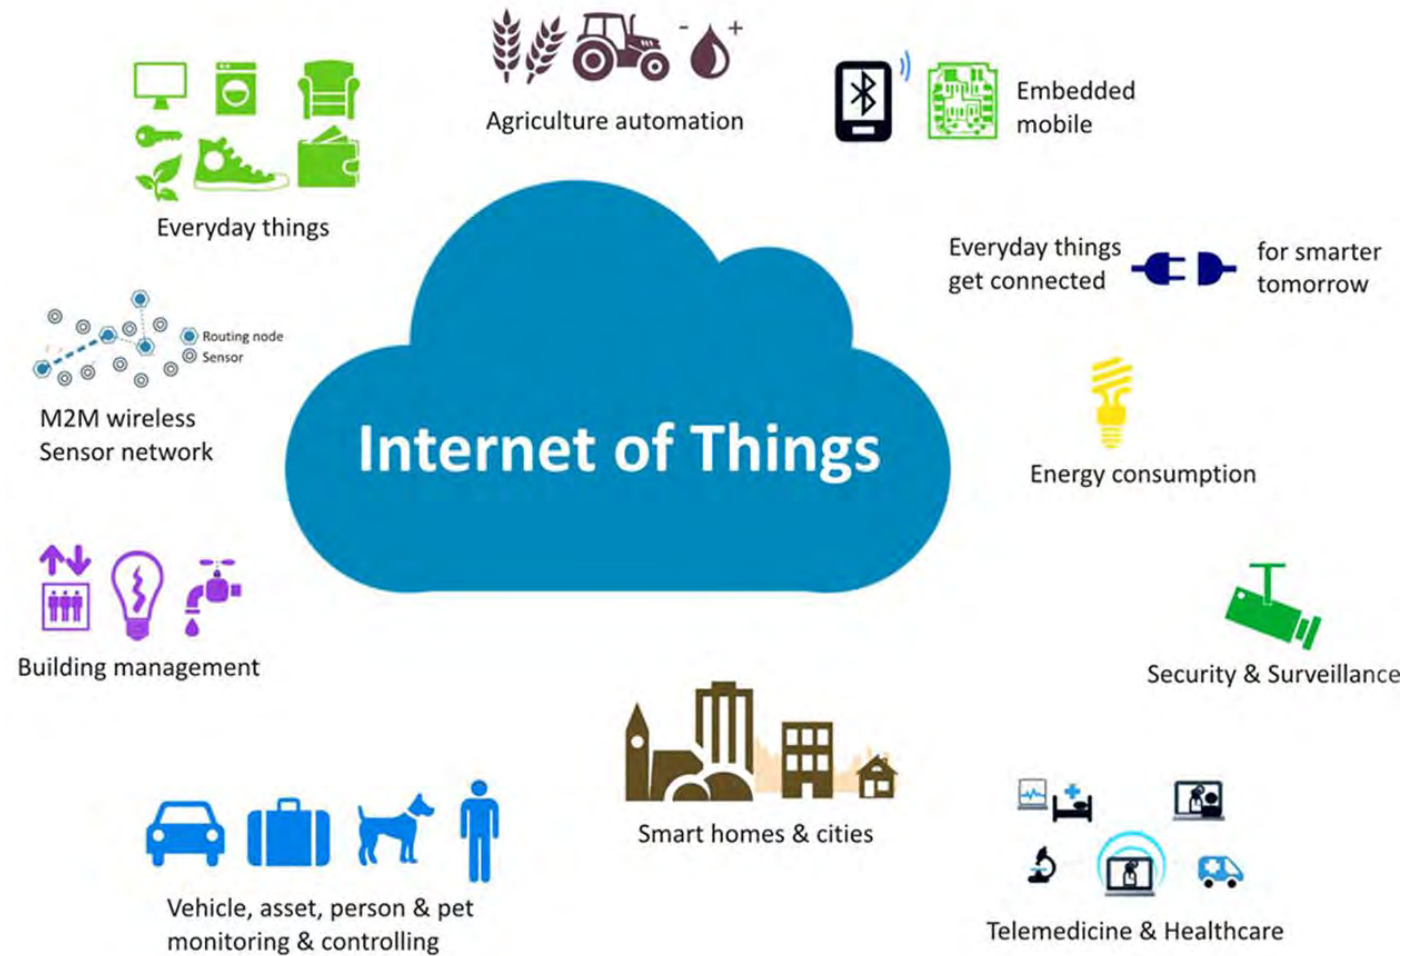 Agriculture automation
Embedded
mobile
Everyday things
Everyday things
get connected
for smarter
tomorrow
Routing node
Sensor
M2M wireless
Sensor network
Internet of Things
Energy consumption
Building management
Security & Surveillance
Smart homes & cities
Vehicle, asset, person & pet
monitoring & controlling
Telemedicine & Healthcare